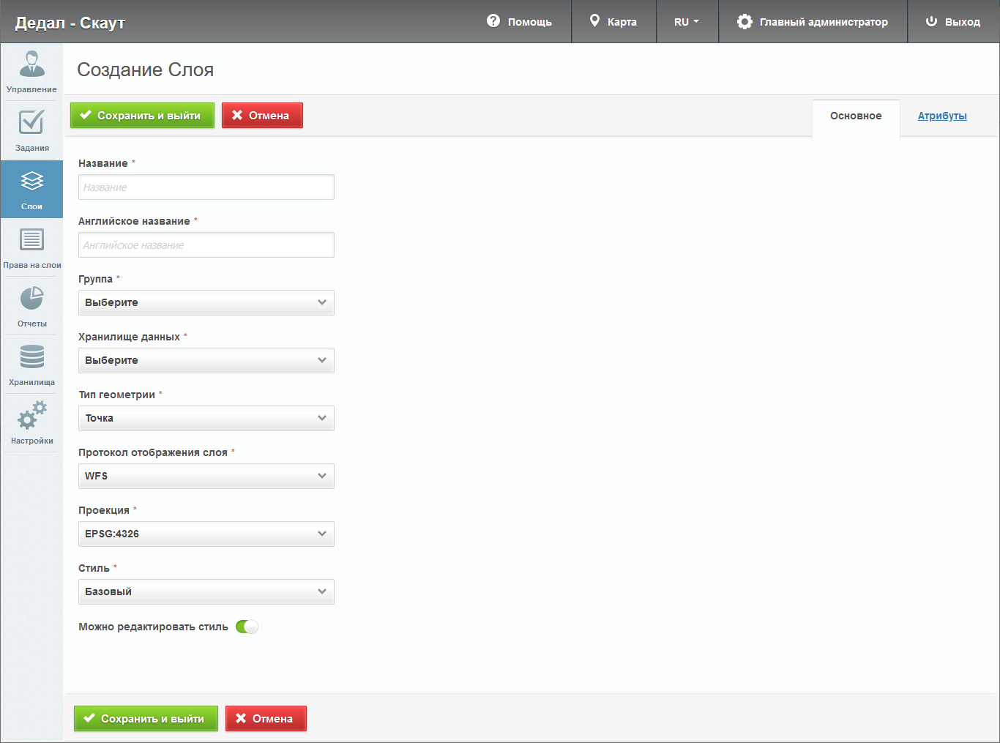 Дедал - Скаут
Помощь
Карта
RU
Главный администратор
Выход
Управление
Задания
Слои
Права на слои
Отчеты
Хранилища
Настройки
Создание Слоя
Сохранить и выйти
Отмена
Основное
Атрибуты
Название *
Название
Английское название *
Английское название
Группа *
Выберите
Хранилище данных *
Выберите
Тип геометрии *
Точка
Протокол отображения слоя *
WFS
Проекция *
EPSG:4326
Стиль *
Базовый
Можно редактировать стиль
Сохранить и выйти
Отмена